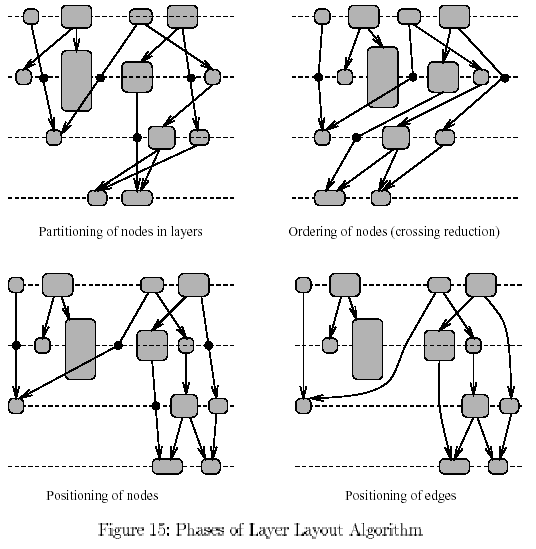 Partitioning of nodes in layers
Ordering of nodes (crossing reduction)
Positioning of nodes
Positioning of edges
Figure 15: Phases of Layer Layout Algorithm